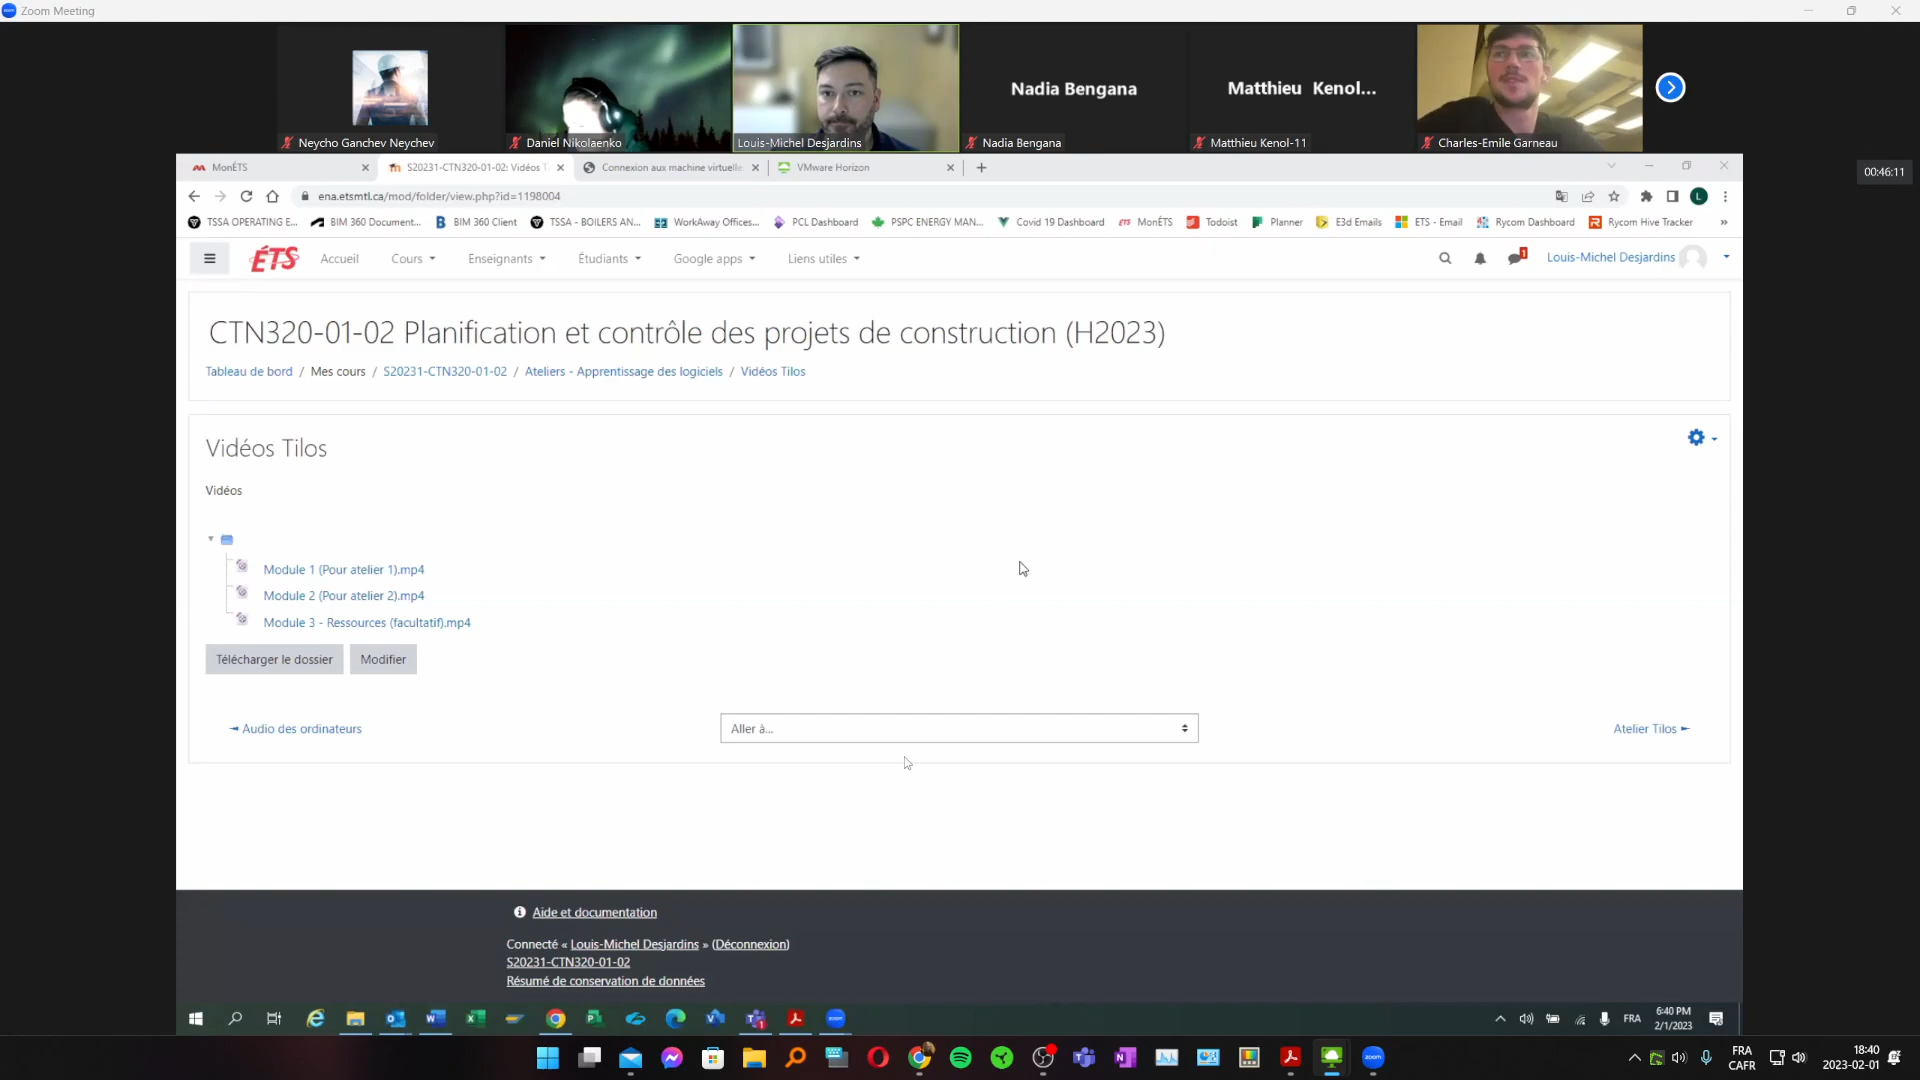 Zoom Meeting
Nadia Bengana
Matthieu Kenol...
Neycho Ganchev Neychev
Daniel Nikolaenko
Louis-Michel Desjardins
Nadia Bengana
Matthieu Kenol-11
Charles-Emile Garneau
00:46:11
MonÉTS
S20231-CTN320-01-02: Vidéos T
Connexion aux machine virtuelle
VMware Horizon
ena.etsmtl.ca/mod/folder/view.php?id=1198004
L
TSSA OPERATING E...
BIM 360 Document...
BIM 360 Client
TSSA - BOILERS AN...
WorkAway Offices...
PCL Dashboard
PSPC ENERGY MAN...
Covid 19 Dashboard
MonÉTS
Todoist
Planner
E3d Emails
ETS - Email
Rycom Dashboard
Rycom Hive Tracker
»
ÉTS
Accueil
Cours
Enseignants
Étudiants
Google apps
Liens utiles
1
Louis-Michel Desjardins
CTN320-01-02 Planification et contrôle des projets de construction (H2023)
Tableau de bord / Mes cours / S20231-CTN320-01-02 / Ateliers - Apprentissage des logiciels / Vidéos Tilos
Vidéos Tilos
Vidéos
Module 1 (Pour atelier 1).mp4
Module 2 (Pour atelier 2).mp4
Module 3 - Ressources (facultatif).mp4
Télécharger le dossier
Modifier
◄ Audio des ordinateurs
Aller à...
Atelier Tilos ►
Aide et documentation
Connecté « Louis-Michel Desjardins » (Déconnexion)
S20231-CTN320-01-02
Résumé de conservation de données
FRA
6:40 PM
2/1/2023
FRA
CAFR
18:40
2023-02-01